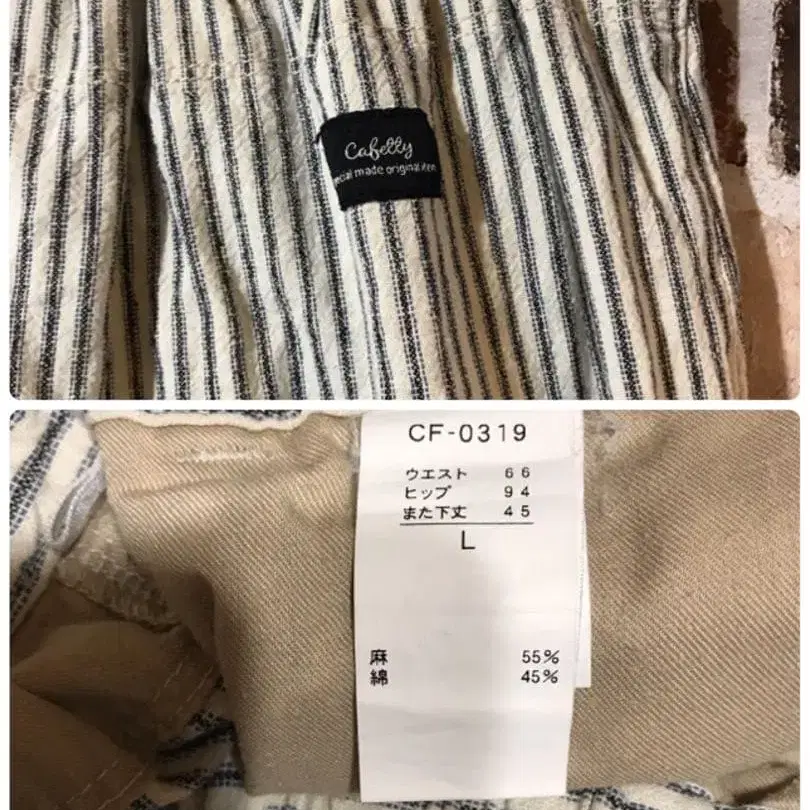 Cafetty
special made original item
CF-0319
ウエスト 66
ヒップ 94
また下丈 45
L
麻 55%
綿 45%